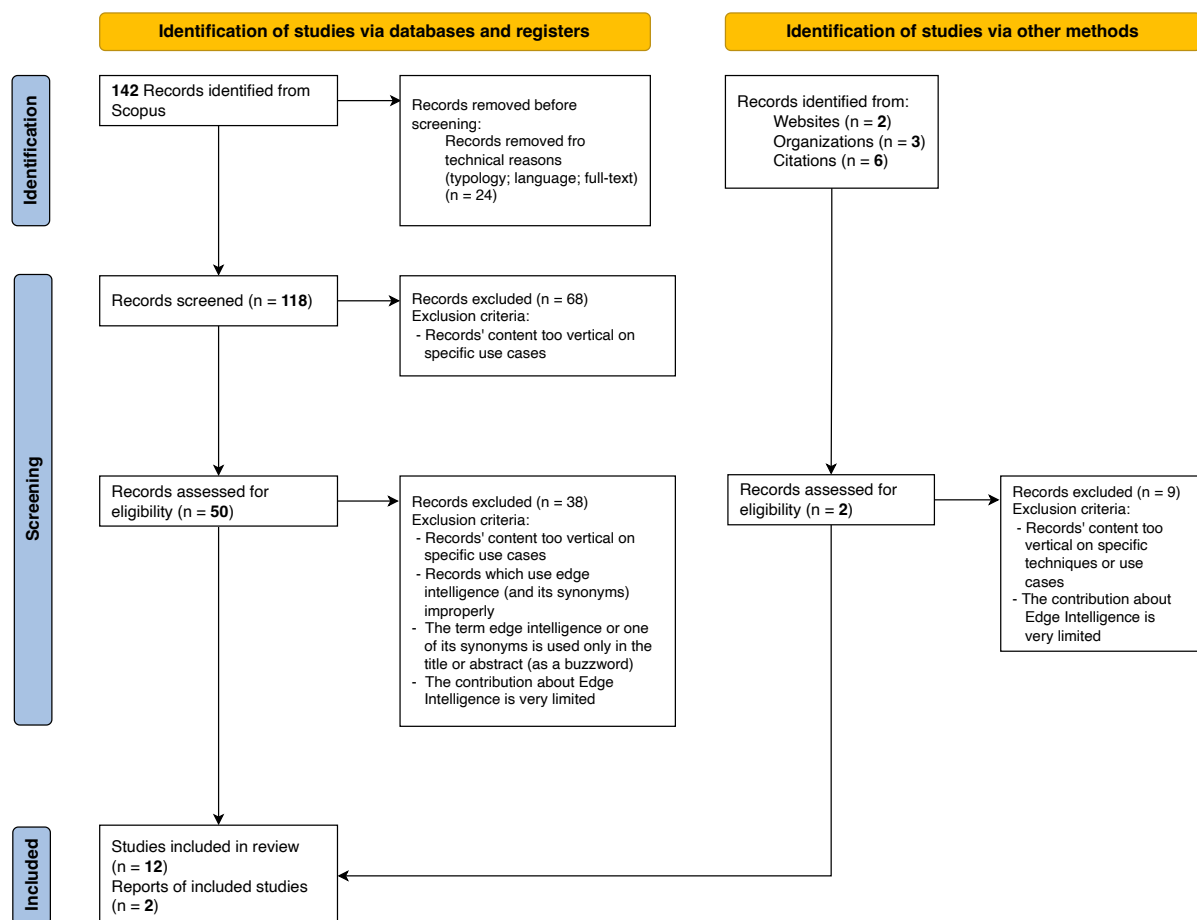 Identification of studies via databases and registers
Identification of studies via other methods
Identification
142 Records identified from
Scopus
Records removed before
screening:
Records removed fro
technical reasons
(typology; language; full-text)
(n = 24)
Records identified from:
Websites (n = 2)
Organizations (n = 3)
Citations (n = 6)
Screening
Records screened (n = 118)
Records excluded (n = 68)
Exclusion criteria:
- Records' content too vertical on
specific use cases
Records assessed for
eligibility (n = 50)
Records excluded (n = 38)
Exclusion criteria:
- Records' content too vertical on
specific use cases
- Records which use edge
intelligence (and its synonyms)
improperly
- The term edge intelligence or one
of its synonyms is used only in the
title or abstract (as a buzzword)
- The contribution about Edge
Intelligence is very limited
Records assessed for
eligibility (n = 2)
Records excluded (n = 9)
Exclusion criteria:
- Records' content too
vertical on specific
techniques or use
cases
- The contribution about
Edge Intelligence is
very limited
Included
Studies included in review
(n = 12)
Reports of included studies
(n = 2)